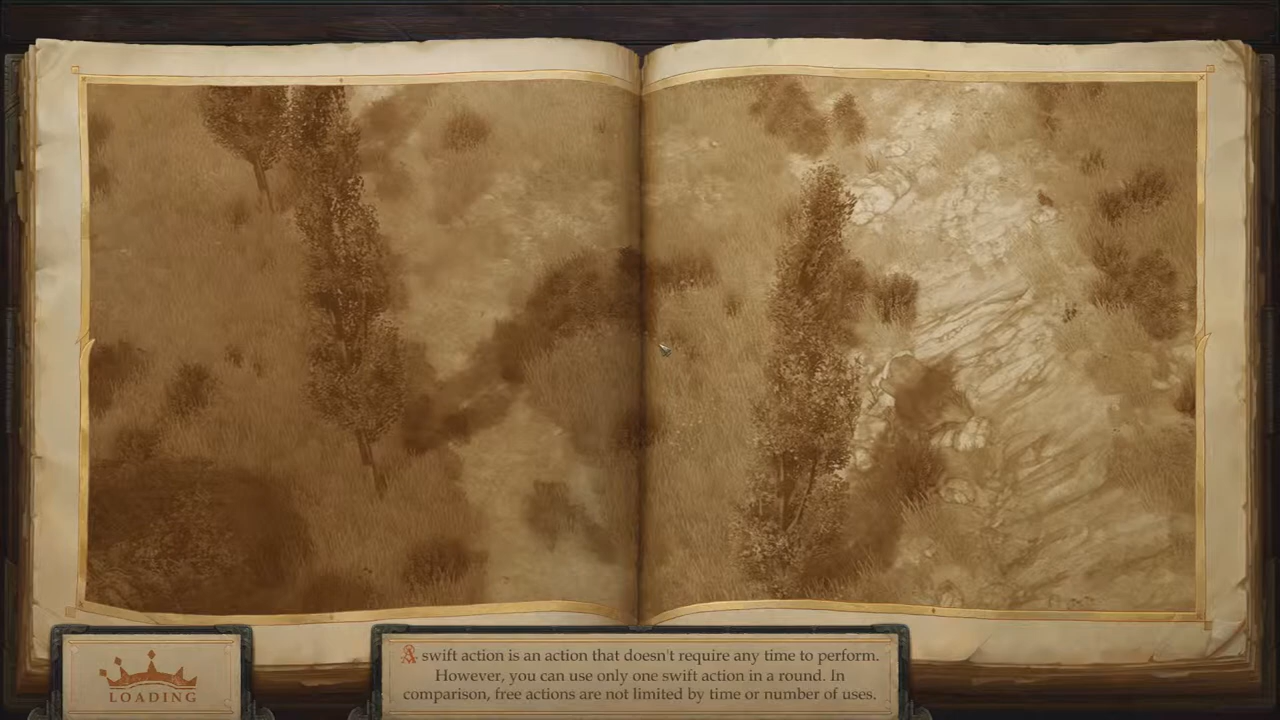 A swift action is an action that doesn't require any time to perform.
However, you can use only one swift action in a round. In
comparison, free actions are not limited by time or number of uses.
LOADING